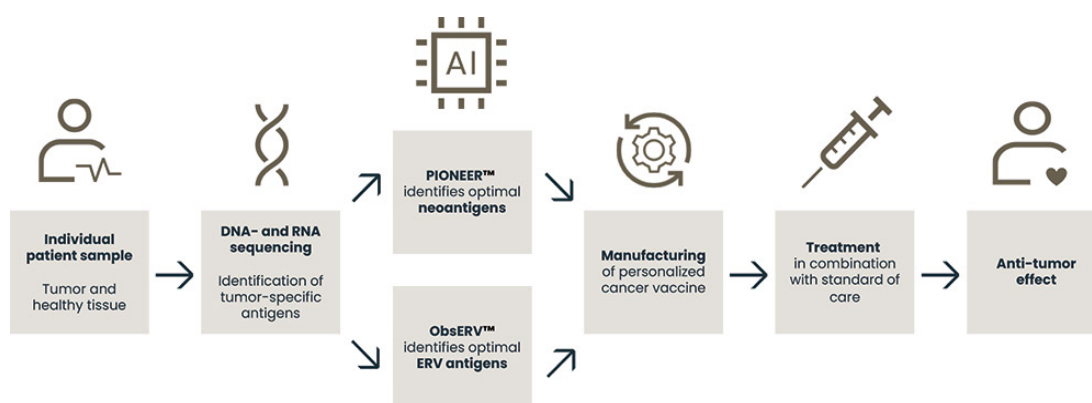 AI
Individual
patient sample
Tumor and
healthy tissue
DNA- and RNA
sequencing
Identification of
tumor-specific
antigens
PIONEER™
identifies optimal
neoantigens
ObsERV™
identifies optimal
ERV antigens
Manufacturing
of personalized
cancer vaccine
Treatment
in combination
with standard of
care
Anti-tumor
effect